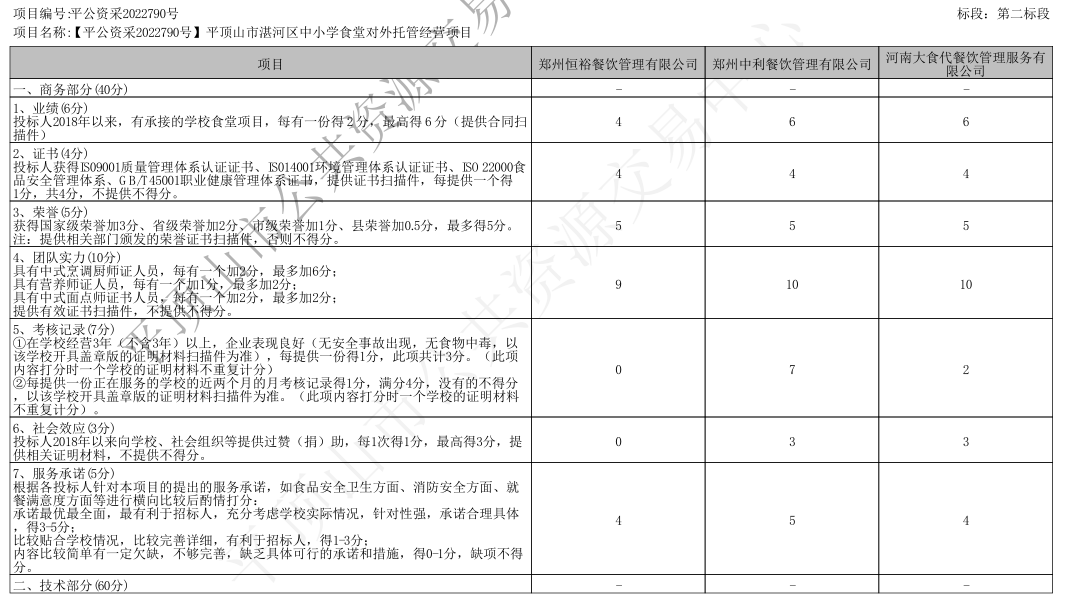 项目编号:平公资采2022790号
标段：第二标段
项目名称:【平公资采2022790号】平顶山市湛河区中小学食堂对外托管经营项目
项目 郑州恒裕餐饮管理有限公司 郑州中利餐饮管理有限公司 河南大食代餐饮管理服务有
限公司
一、商务部分(40分) - - -
1、业绩(6分)
投标人2018年以来，有承接的学校食堂项目，每有一份得2分，最高得6分（提供合同扫
描件） 4 6 6
2、证书(4分)
投标人获得ISO9001质量管理体系认证证书、ISO14001环境管理体系认证证书、ISO 22000食
品安全管理体系、GB/T45001职业健康管理体系证书，提供证书扫描件，每提供一个得
1分，共4分，不提供不得分。 4 4 4
3、荣誉(5分)
获得国家级荣誉加3分、省级荣誉加2分、市级荣誉加1分、县荣誉加0.5分，最多得5分。
注：提供相关部门颁发的荣誉证书扫描件，否则不得分。 5 5 5
4、团队实力(10分)
具有中式烹调厨师证人员，每有一个加2分，最多加6分；
具有营养师证人员，每有一个加1分，最多加2分；
具有中式面点师证书人员，每有一个加2分，最多加2分；
提供有效证书扫描件，不提供不得分。 9 10 10
5、考核记录(7分)
①在学校经营3年（不含3年）以上，企业表现良好（无安全事故出现，无食物中毒，以
该学校开具盖章版的证明材料扫描件为准），每提供一份得1分，此项共计3分。（此项
内容打分时一个学校的证明材料不重复计分）
②每提供一份正在服务的学校的近两个月的月考核记录得1分，满分4分，没有的不得分
，以该学校开具盖章版的证明材料扫描件为准。（此项内容打分时一个学校的证明材料
不重复计分）。 0 7 2
6、社会效应(3分)
投标人2018年以来向学校、社会组织等提供过赞（捐）助，每1次得1分，最高得3分，提
供相关证明材料，不提供不得分。 0 3 3
7、服务承诺(5分)
根据各投标人针对本项目的提出的服务承诺，如食品安全卫生方面、消防安全方面、就
餐满意度方面等进行横向比较后酌情打分；
承诺最优最全面，最有利于招标人，充分考虑学校实际情况，针对性强，承诺合理具体
，得3-5分；
比较贴合学校情况，比较完善详细，有利于招标人，得1-3分；
内容比较简单有一定欠缺，不够完善，缺乏具体可行的承诺和措施，得0-1分，缺项不得
分。 4 5 4
二、技术部分(60分) - - -
平顶山市公共资源交易
平顶山市公共资源交易中心